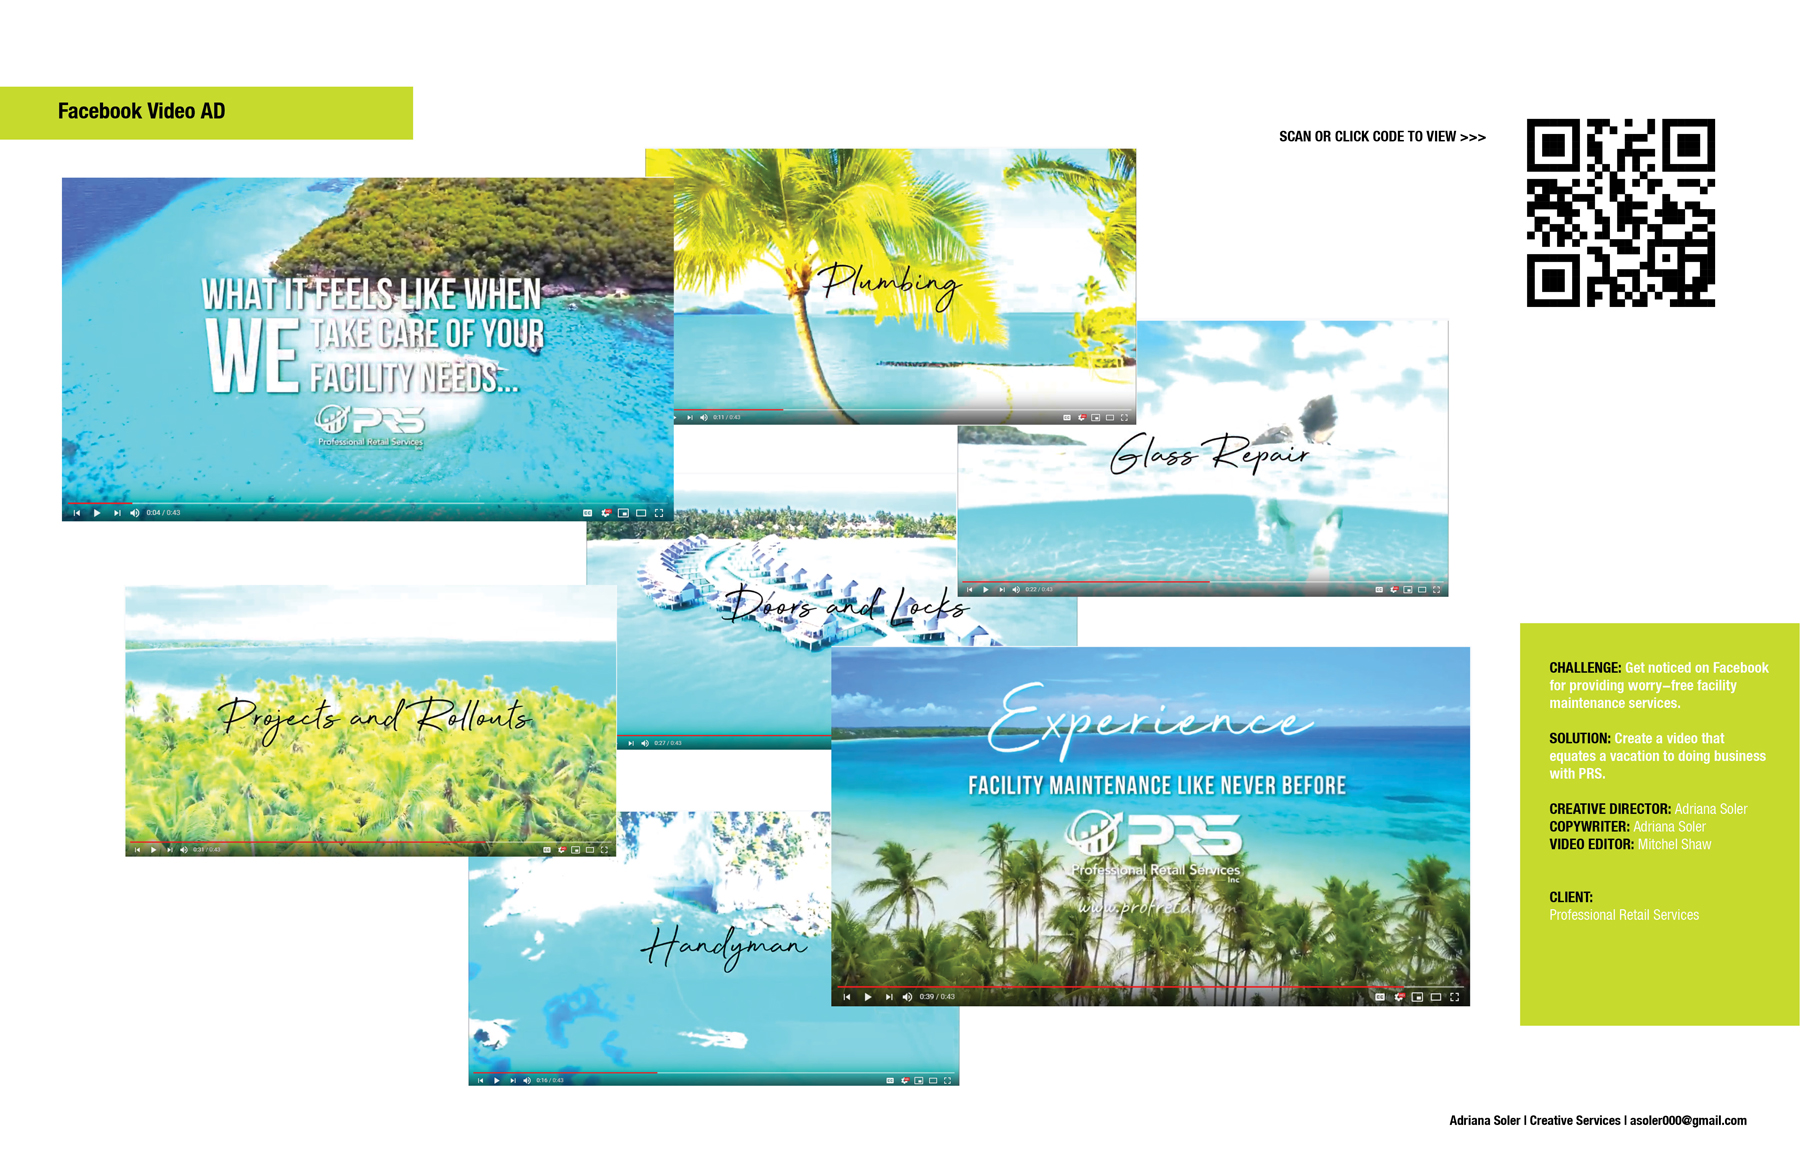 Facebook Video AD
SCAN OR CLICK CODE TO VIEW >>>
WHAT IT FEELS LIKE WHEN
WE TAKE CARE OF YOUR
FACILITY NEEDS...
PRS
Professional Retail Services
0:04 / 0:43
Plumbing
0:11 / 0:43
Glass Repair
0:22 / 0:43
Doors and Locks
0:27 / 0:43
Projects and Rollouts
0:31 / 0:43
Handyman
0:16 / 0:43
Experience
FACILITY MAINTENANCE LIKE NEVER BEFORE
PRS
Professional Retail Services
Inc
0:39 / 0:43
CHALLENGE: Get noticed on Facebook
for providing worry–free facility
maintenance services.
SOLUTION: Create a video that
equates a vacation to doing business
with PRS.
CREATIVE DIRECTOR: Adriana Soler
COPYWRITER: Adriana Soler
VIDEO EDITOR: Mitchel Shaw
CLIENT:
Professional Retail Services
Adriana Soler | Creative Services | asoler000@gmail.com